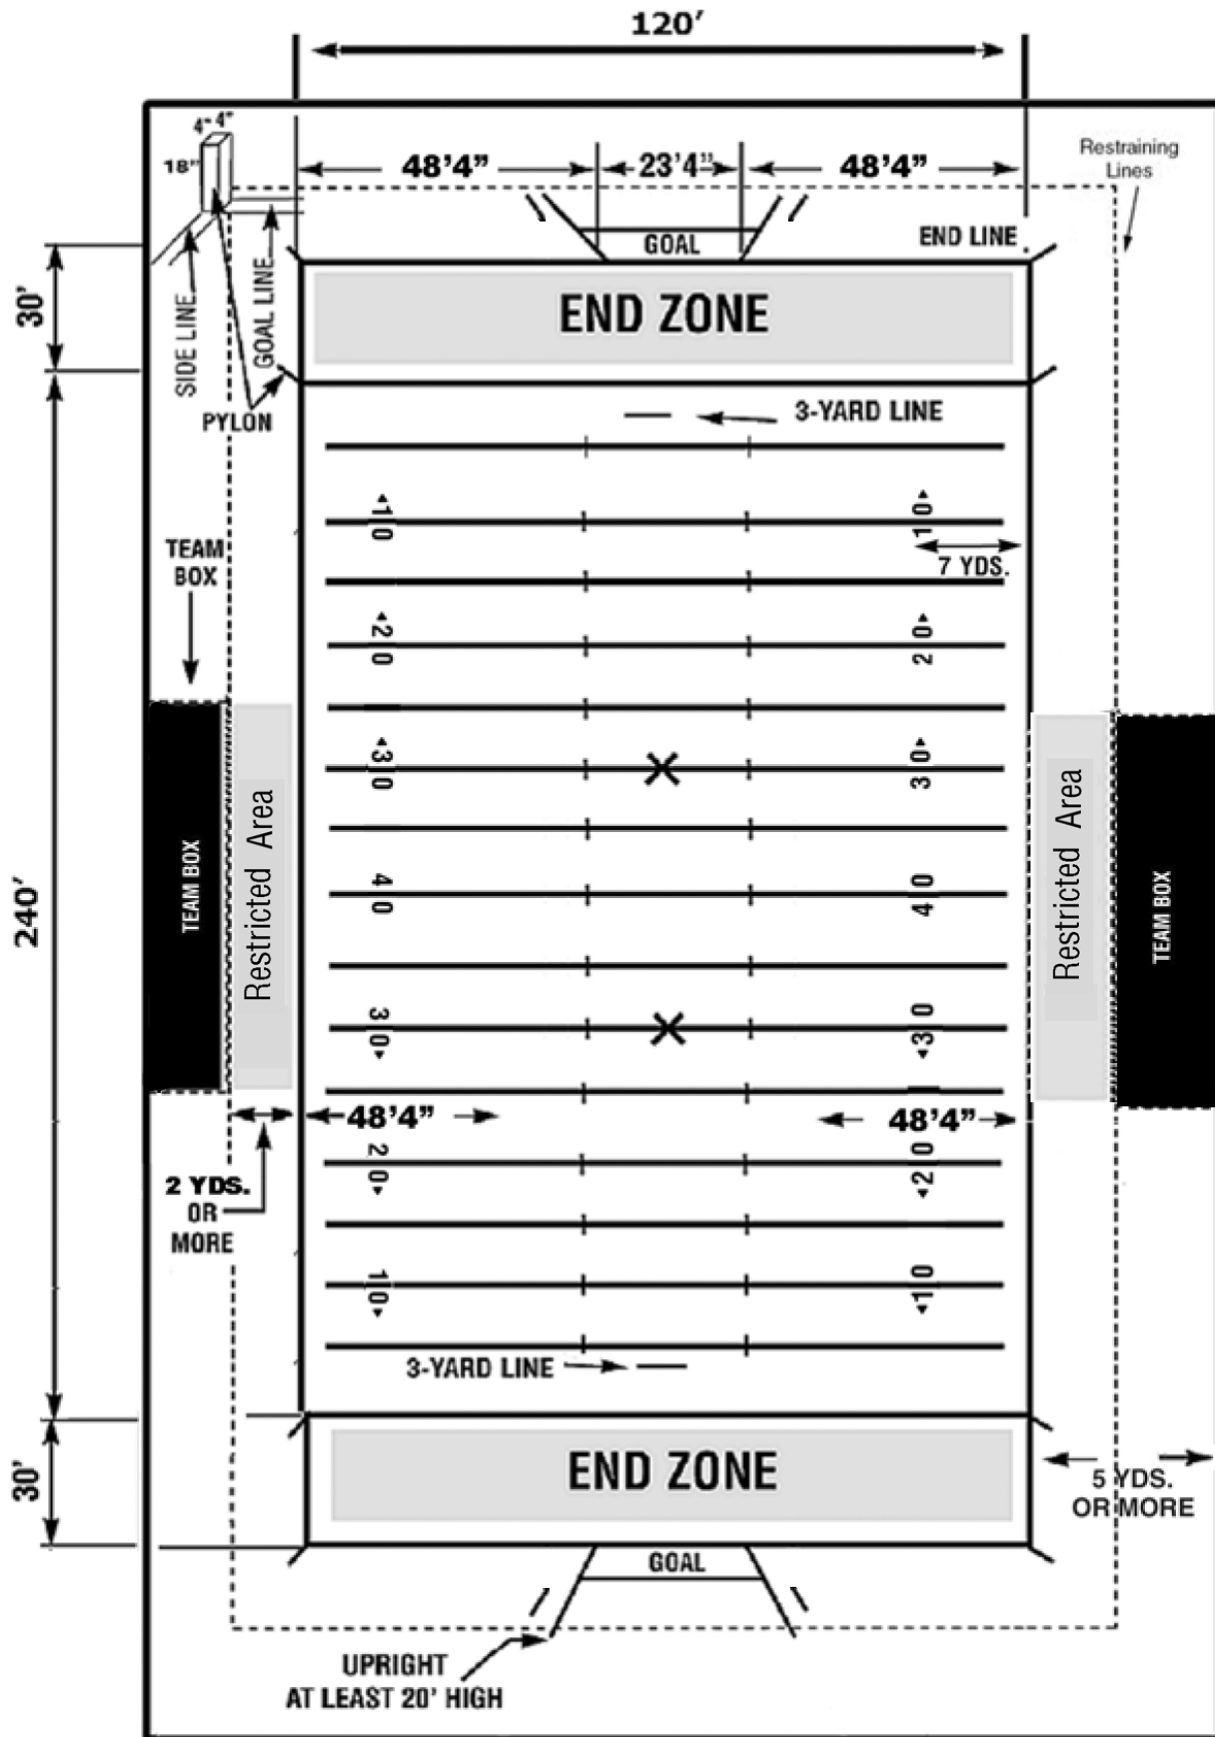 120′
4" 4"
18"
48'4"
23'4"
48'4"
Restraining
Lines
GOAL
END LINE
30'
END ZONE
SIDE LINE
GOAL LINE
PYLON
3-YARD LINE
10
10
7 YDS.
TEAM
BOX
20
20
30
30
TEAM BOX
Restricted Area
Restricted Area
TEAM BOX
240′
40
40
30
30
48'4"
48'4"
20
20
2 YDS.
OR
MORE
10
10
3-YARD LINE
30'
END ZONE
5 YDS.
OR MORE
GOAL
UPRIGHT
AT LEAST 20' HIGH